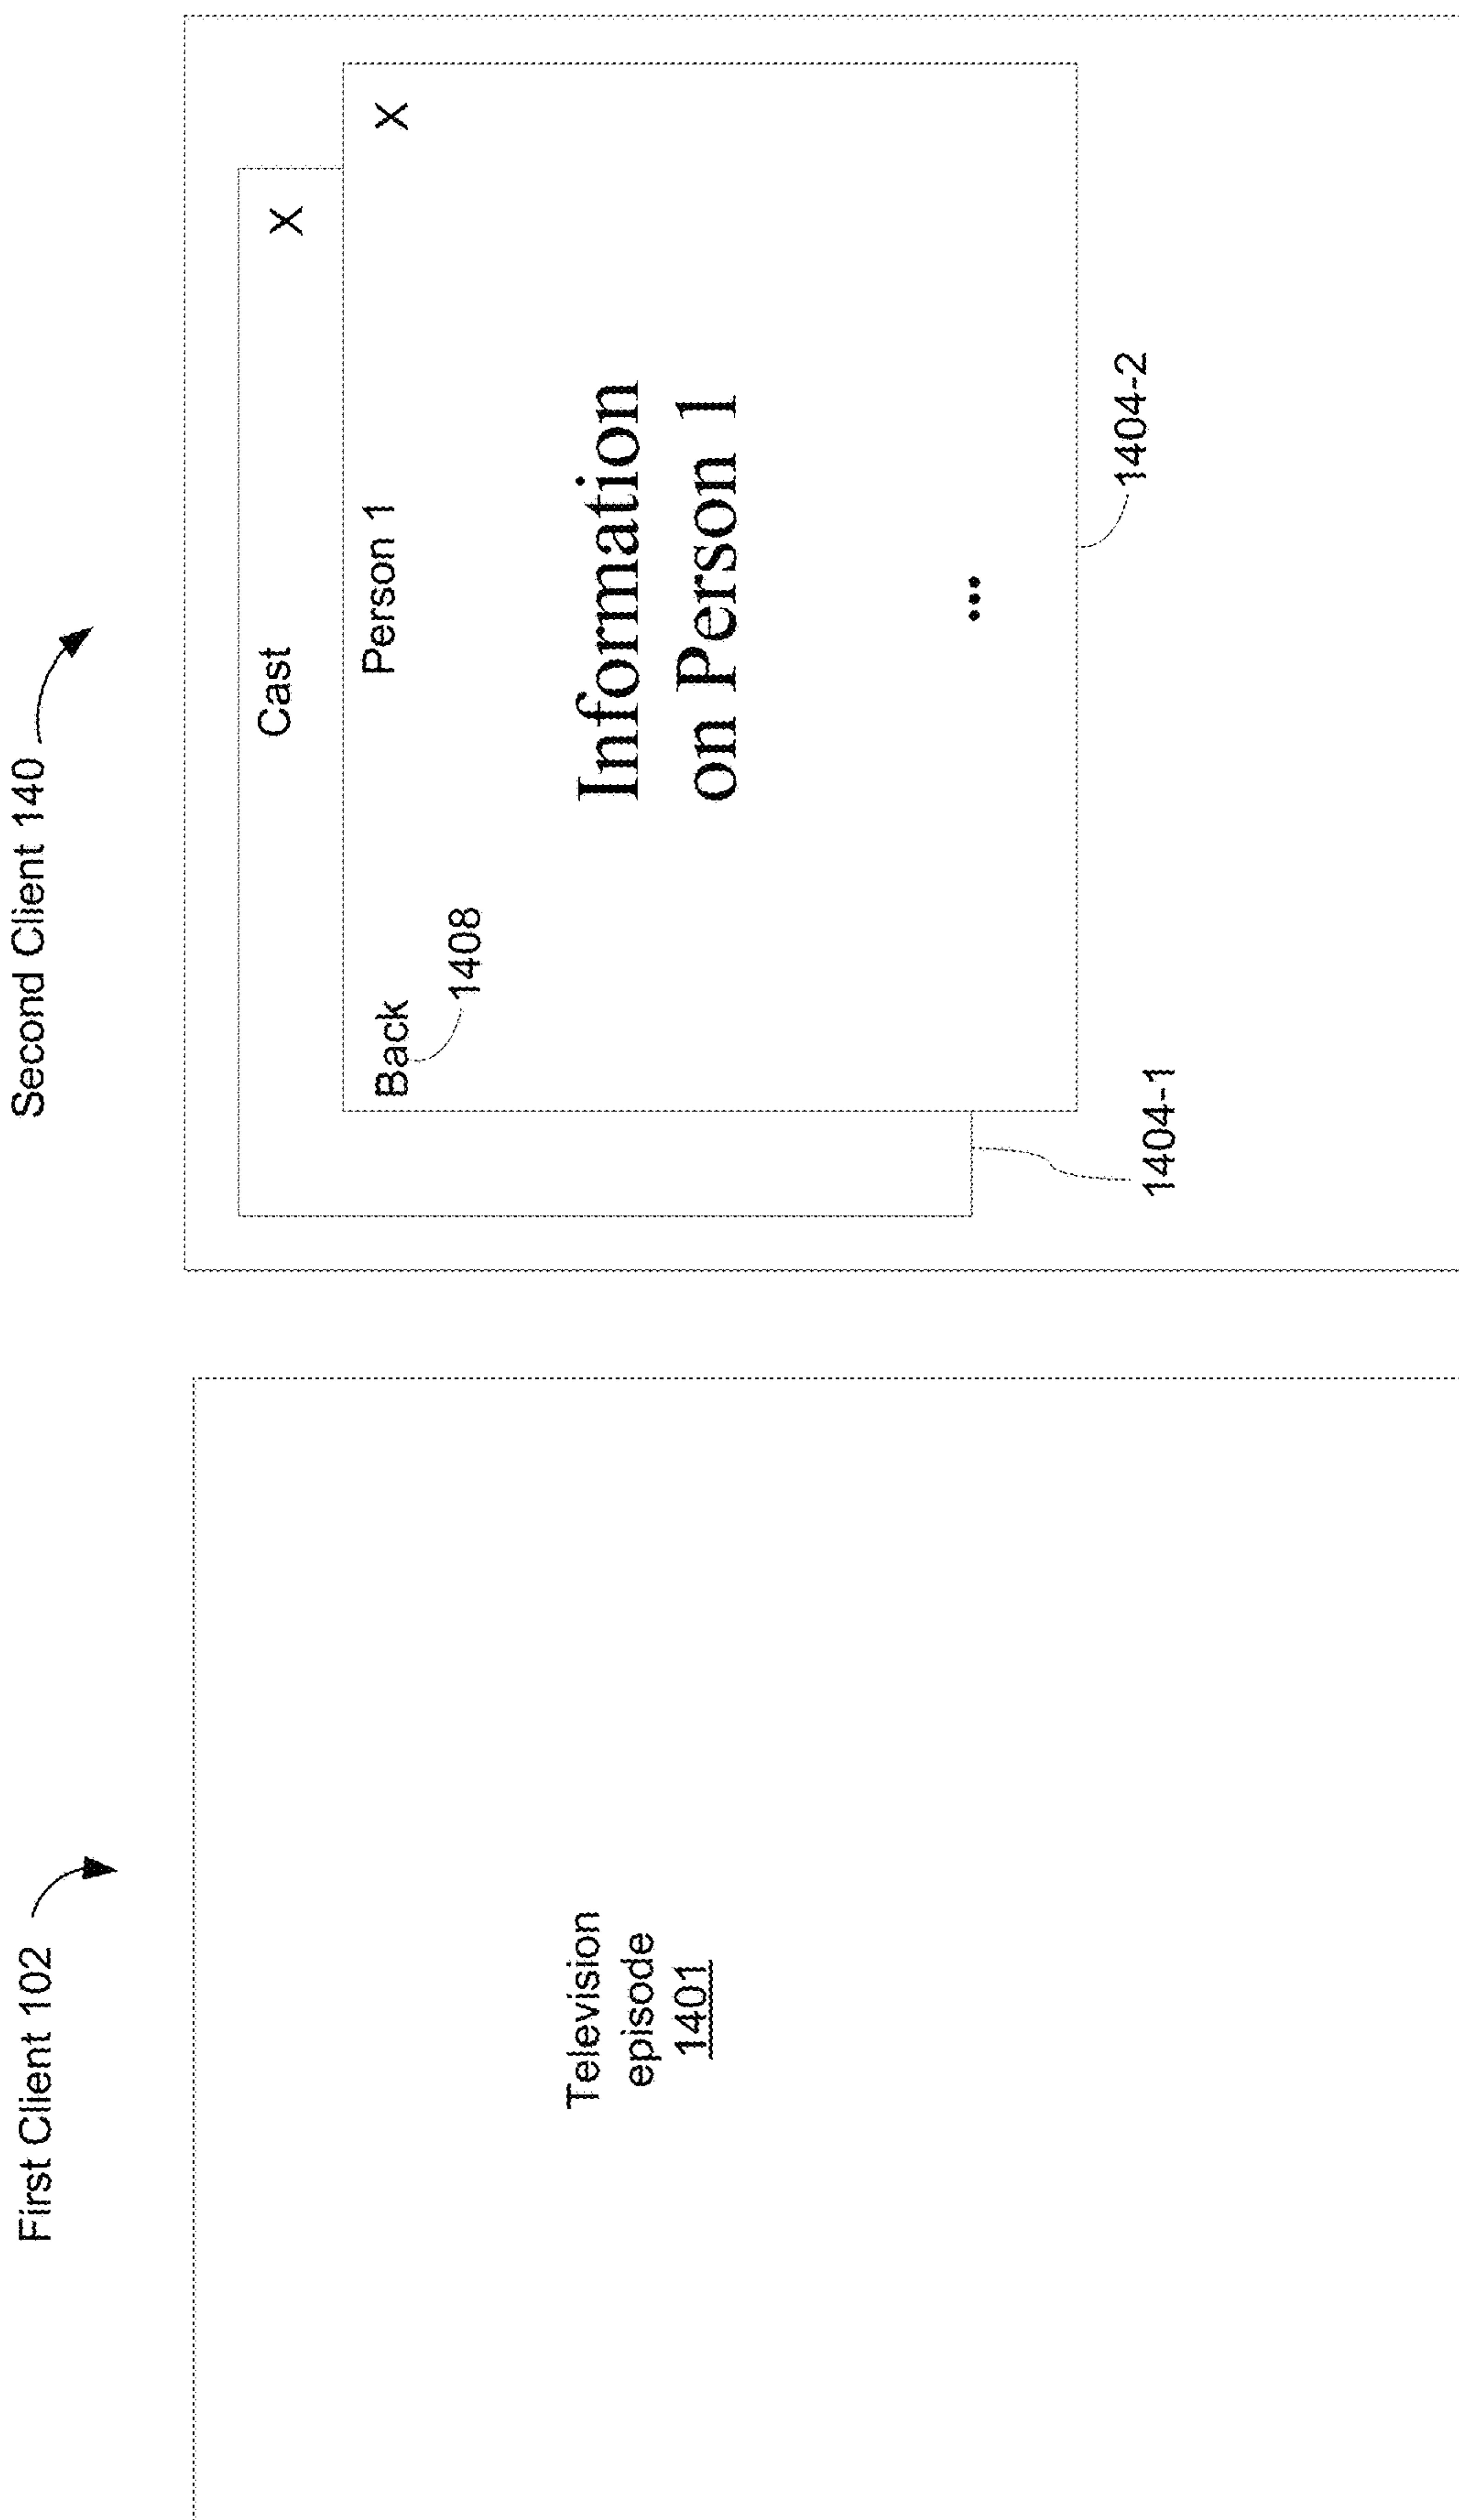 First Client 102
Television
episode
1401
Second Client 140
Cast
X
Back
Person 1
X
1408
Information
on Person 1
...
1404-1
1404-2